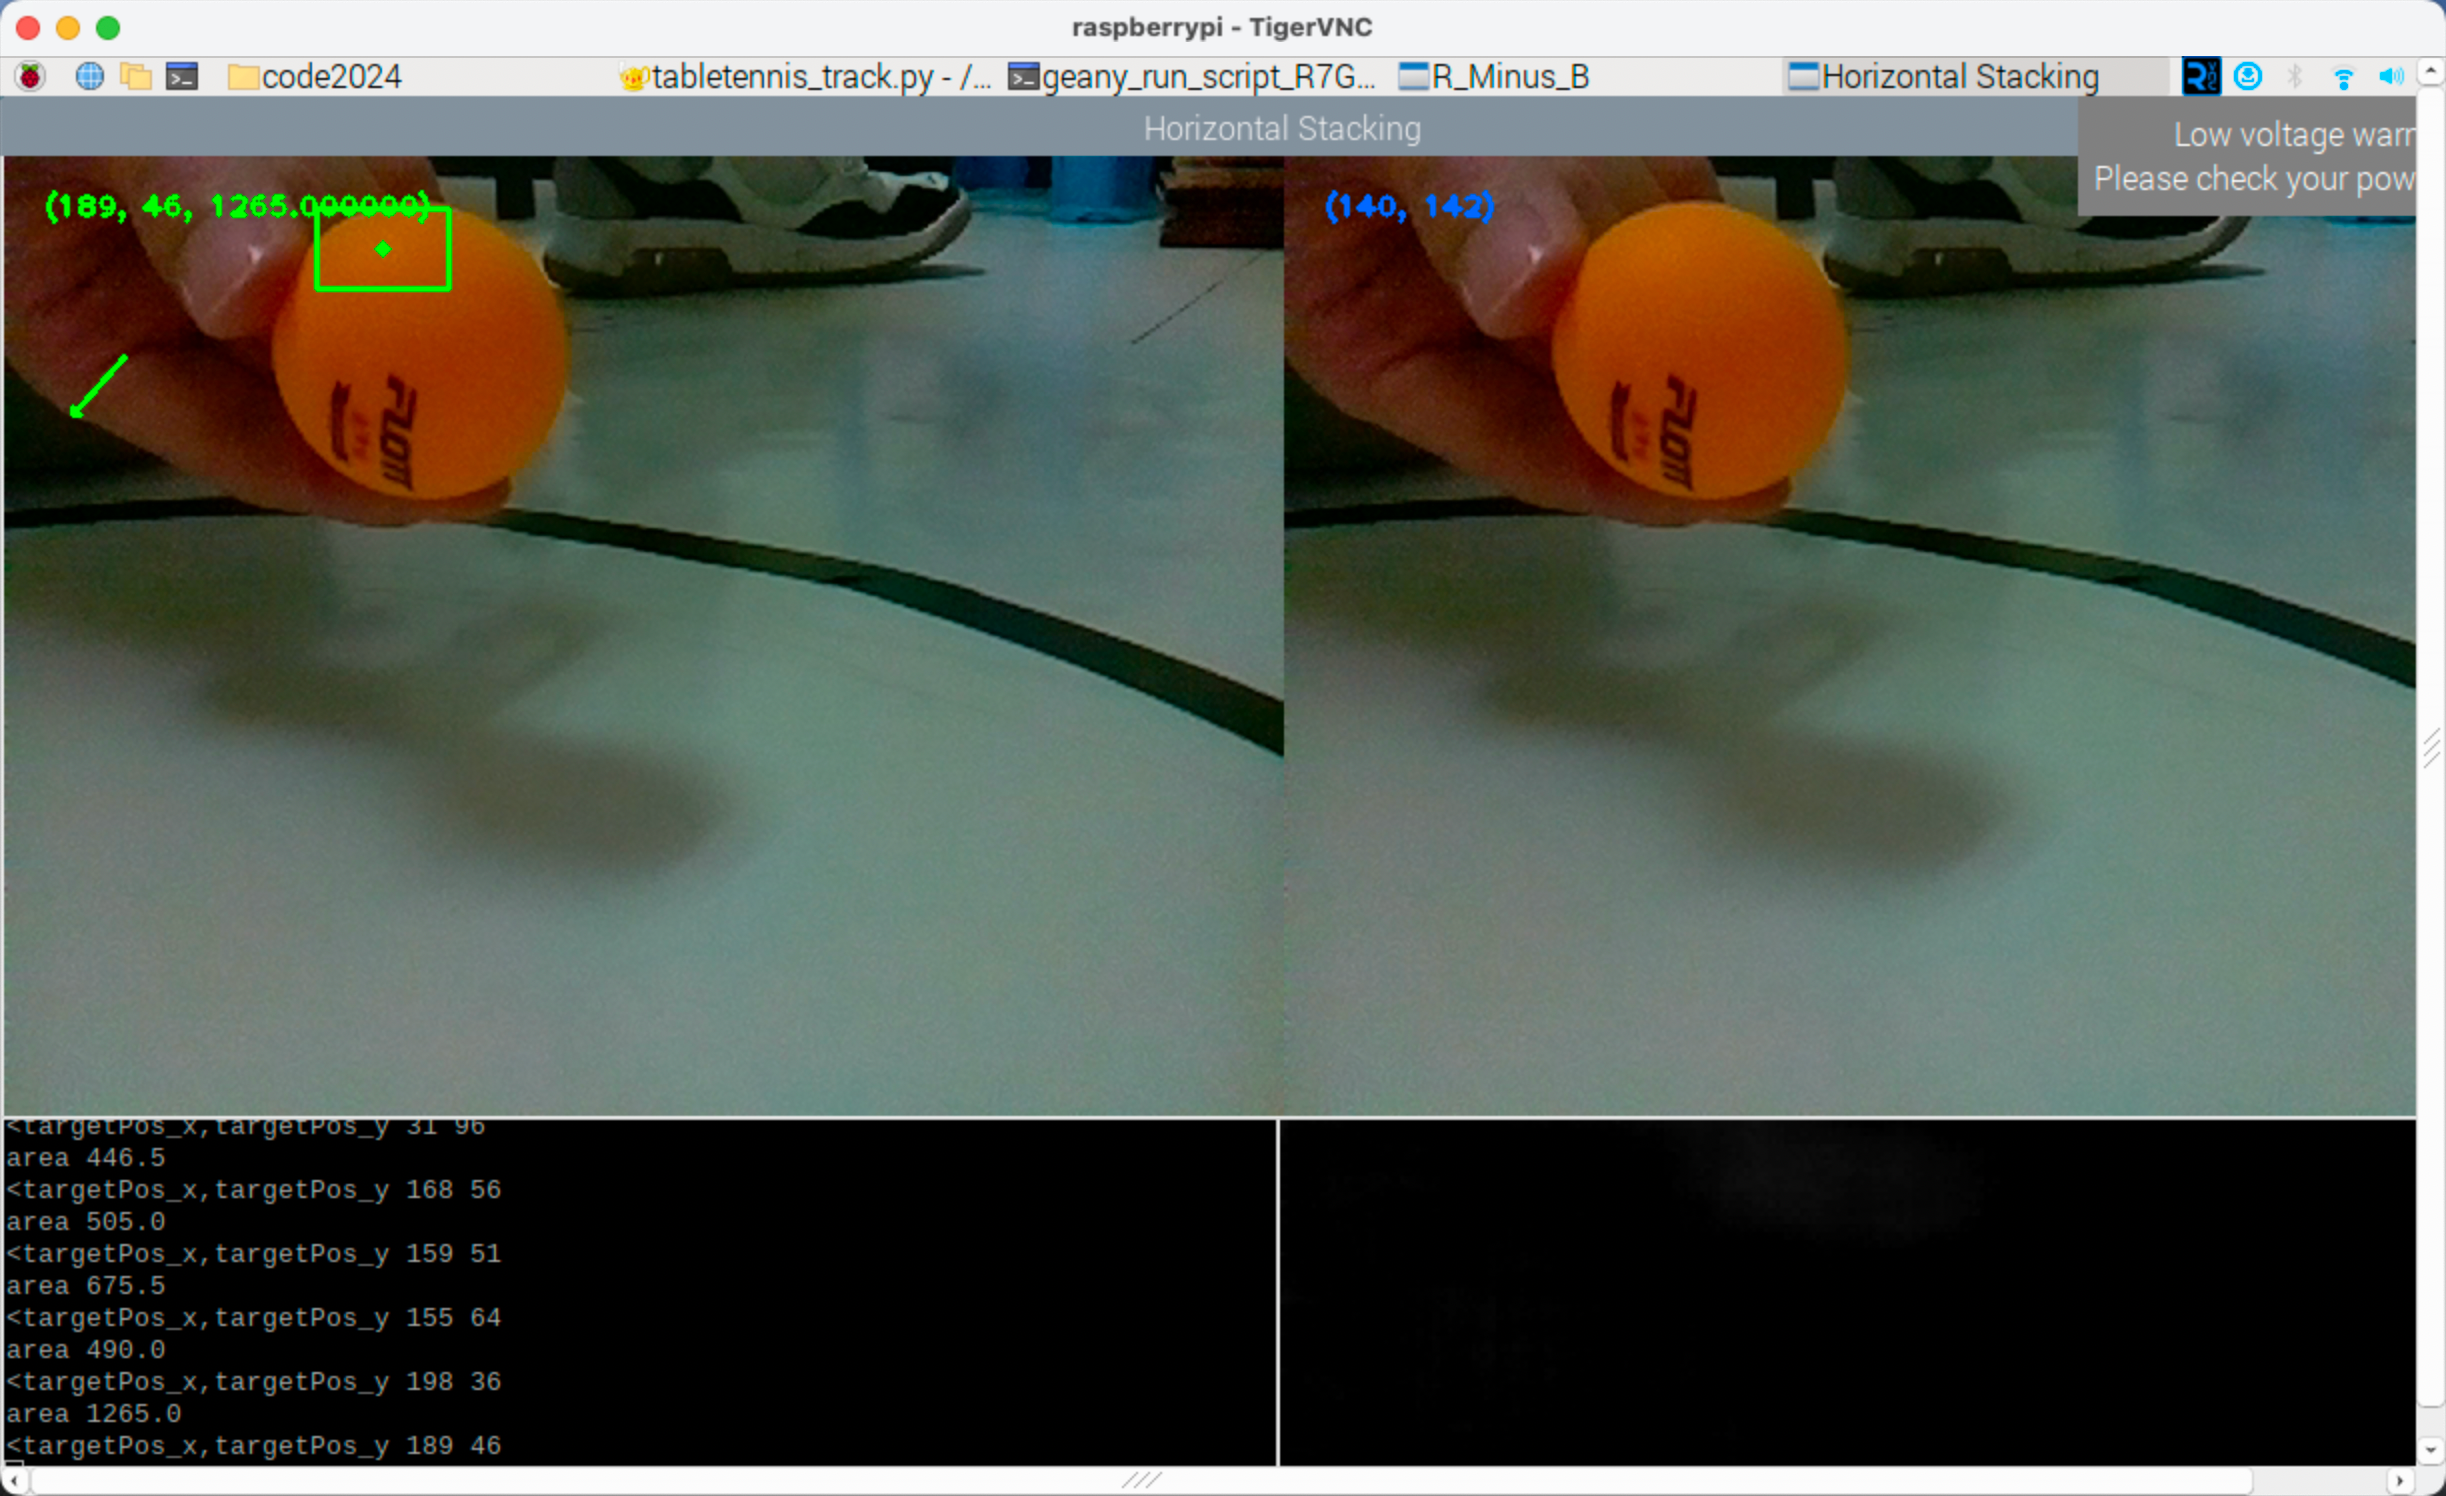 raspberrypi - TigerVNC
code2024
tabletennis_track.py - /...
geany_run_script_R7G...
R_Minus_B
Horizontal Stacking
Horizontal Stacking
Low voltage warn
Please check your pow
(189, 46, 1265.000000)
(140, 142)
FLOTT
FLOTT
<targetPos_x,targetPos_y 31 96
area 446.5
<targetPos_x,targetPos_y 168 56
area 505.0
<targetPos_x,targetPos_y 159 51
area 675.5
<targetPos_x,targetPos_y 155 64
area 490.0
<targetPos_x,targetPos_y 198 36
area 1265.0
<targetPos_x,targetPos_y 189 46